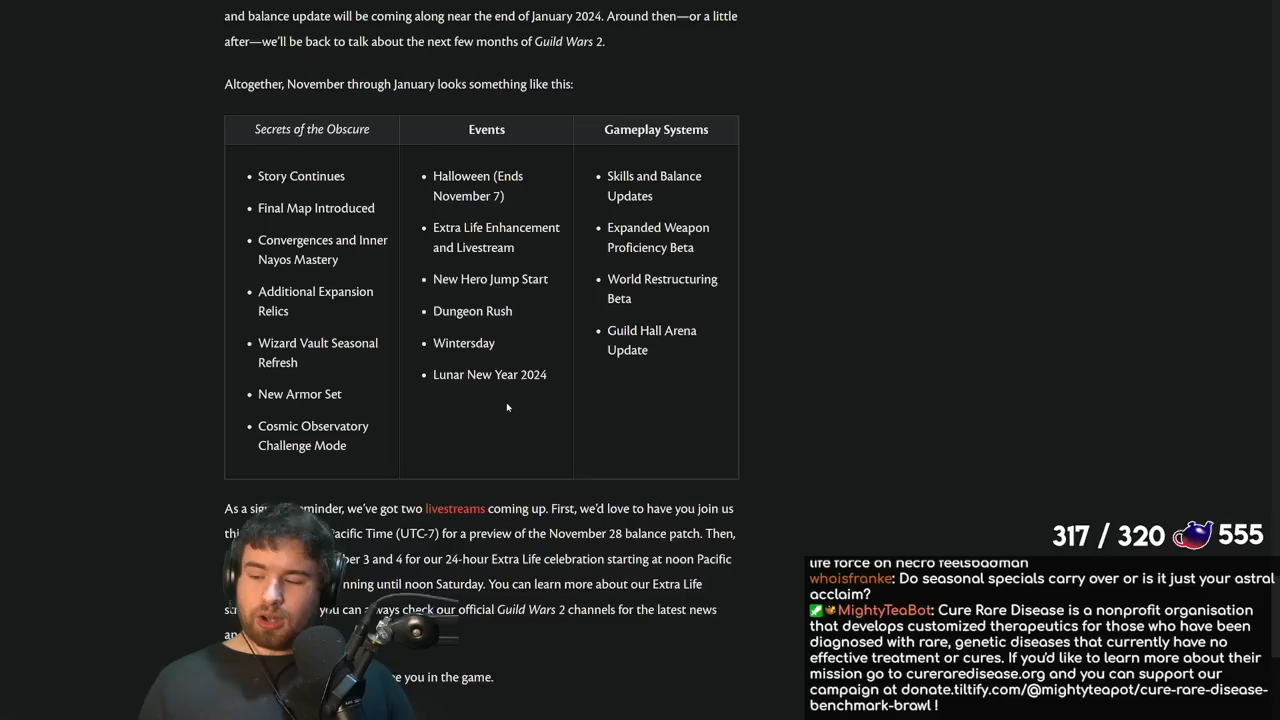 and balance update will be coming along near the end of January 2024. Around then—or a little
after—we'll be back to talk about the next few months of Guild Wars 2.
Altogether, November through January looks something like this:
Secrets of the Obscure
Events
Gameplay Systems
• Story Continues
• Final Map Introduced
• Convergences and Inner
Nayos Mastery
• Additional Expansion
Relics
• Wizard Vault Seasonal
Refresh
• New Armor Set
• Cosmic Observatory
Challenge Mode
• Halloween (Ends
November 7)
• Extra Life Enhancement
and Livestream
• New Hero Jump Start
• Dungeon Rush
• Wintersday
• Lunar New Year 2024
• Skills and Balance
Updates
• Expanded Weapon
Proficiency Beta
• World Restructuring
Beta
• Guild Hall Arena
Update
As a minder, we've got two livestreams coming up. First, we'd love to have you join us
acific Time (UTC-7) for a preview of the November 28 balance patch. Then,
ber 3 and 4 for our 24-hour Extra Life celebration starting at noon Pacific
nning until noon Saturday. You can learn more about our Extra Life
can always check our official Guild Wars 2 channels for the latest news
ee you in the game.
317 / 320 555
life force on necro feelsbadman
whoisfranke: Do seasonal specials carry over or is it just your astral
acclaim?
MightyTeaBot: Cure Rare Disease is a nonprofit organisation
that develops customized therapeutics for those who have been
diagnosed with rare, genetic diseases that currently have no
effective treatment or cures. If you'd like to learn more about their
mission go to cureraredisease.org and you can support our
campaign at donate.tiltify.com/@mightyteapot/cure-rare-disease-
benchmark-brawl !